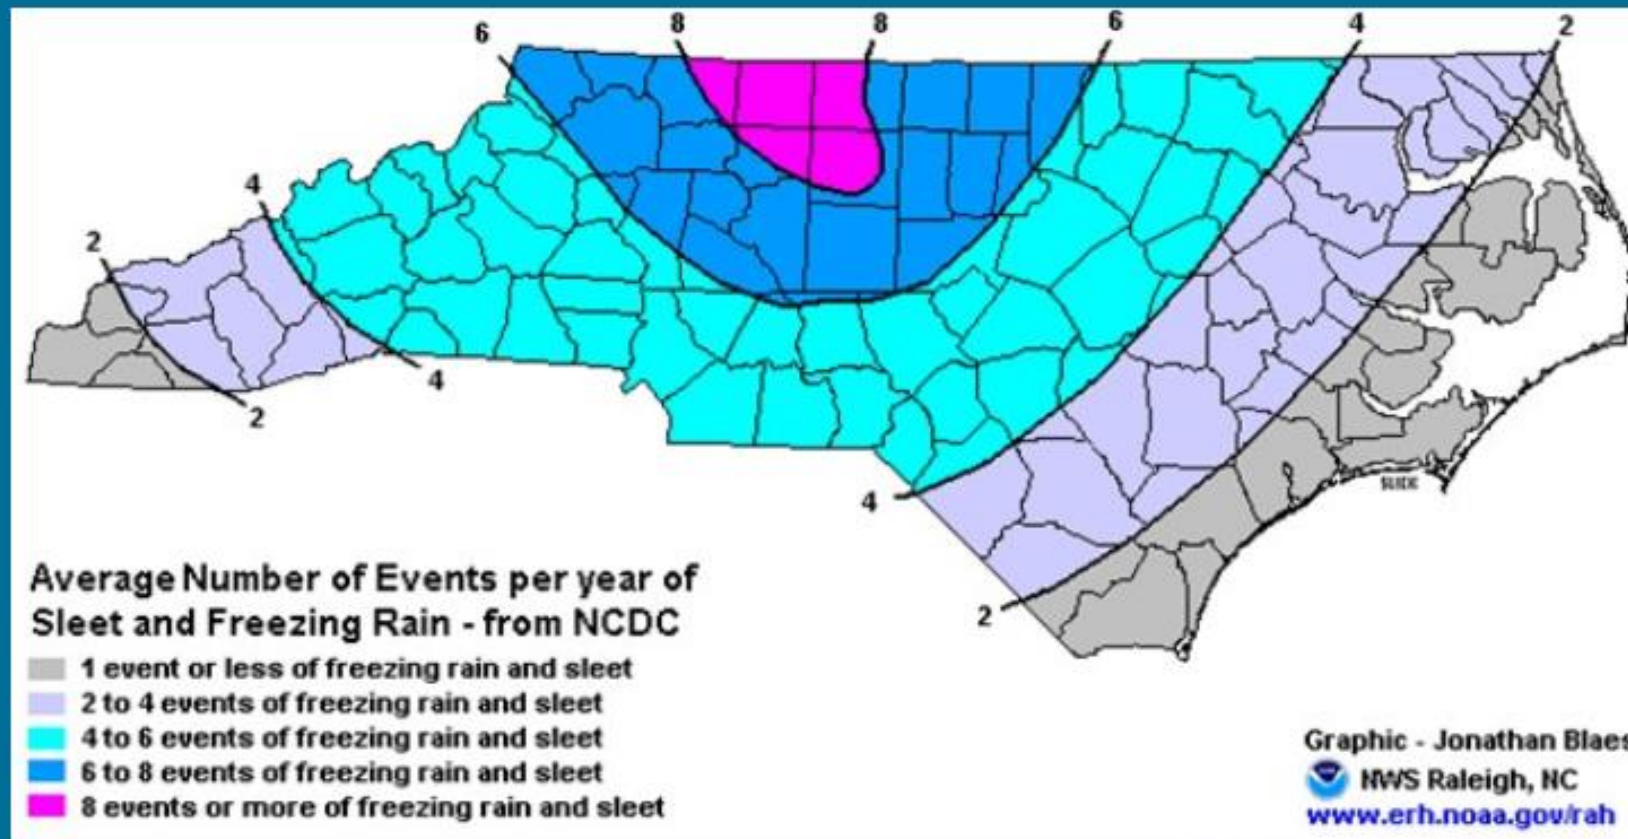 6 8 8 6 4 2
4
2
4
2
4
2
Average Number of Events per year of
Sleet and Freezing Rain - from NCDC
1 event or less of freezing rain and sleet
2 to 4 events of freezing rain and sleet
4 to 6 events of freezing rain and sleet
6 to 8 events of freezing rain and sleet
8 events or more of freezing rain and sleet
Graphic - Jonathan Blaes
NWS Raleigh, NC
www.erh.noaa.gov/rah